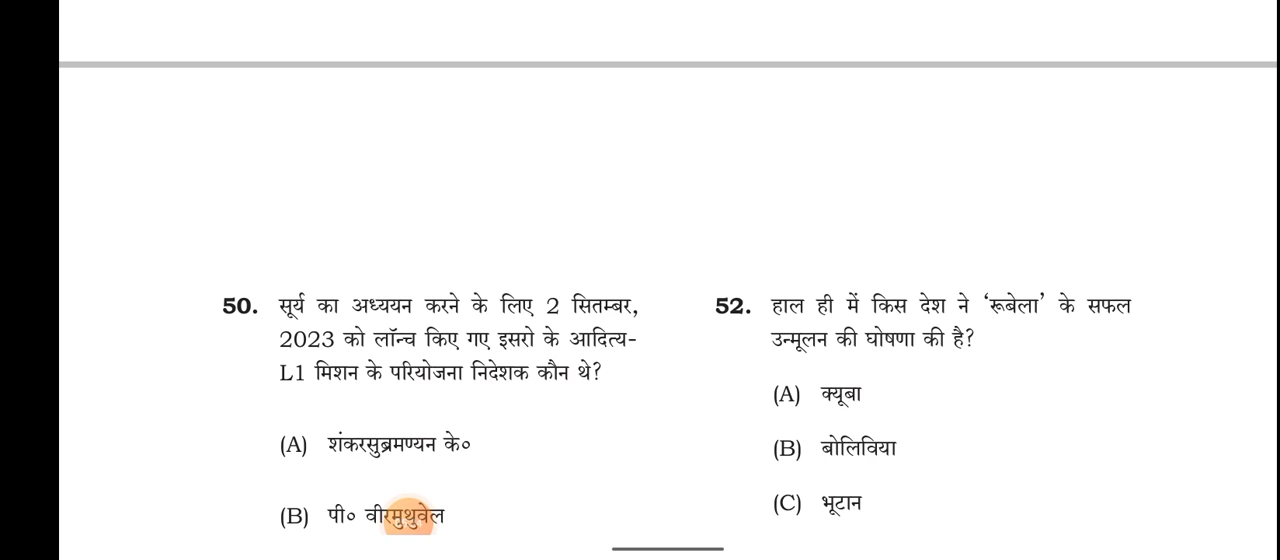 50. सूर्य का अध्ययन करने के लिए 2 सितम्बर,
2023 को लॉन्च किए गए इसरो के आदित्य-
L1 मिशन के परियोजना निदेशक कौन थे?
(A) शंकरसुब्रमण्यन के०
(B) पी० वीरमुथुवेल
52. हाल ही में किस देश ने ‘रूबेला’ के सफल
उन्मूलन की घोषणा की है?
(A) क्यूबा
(B) बोलिविया
(C) भूटान